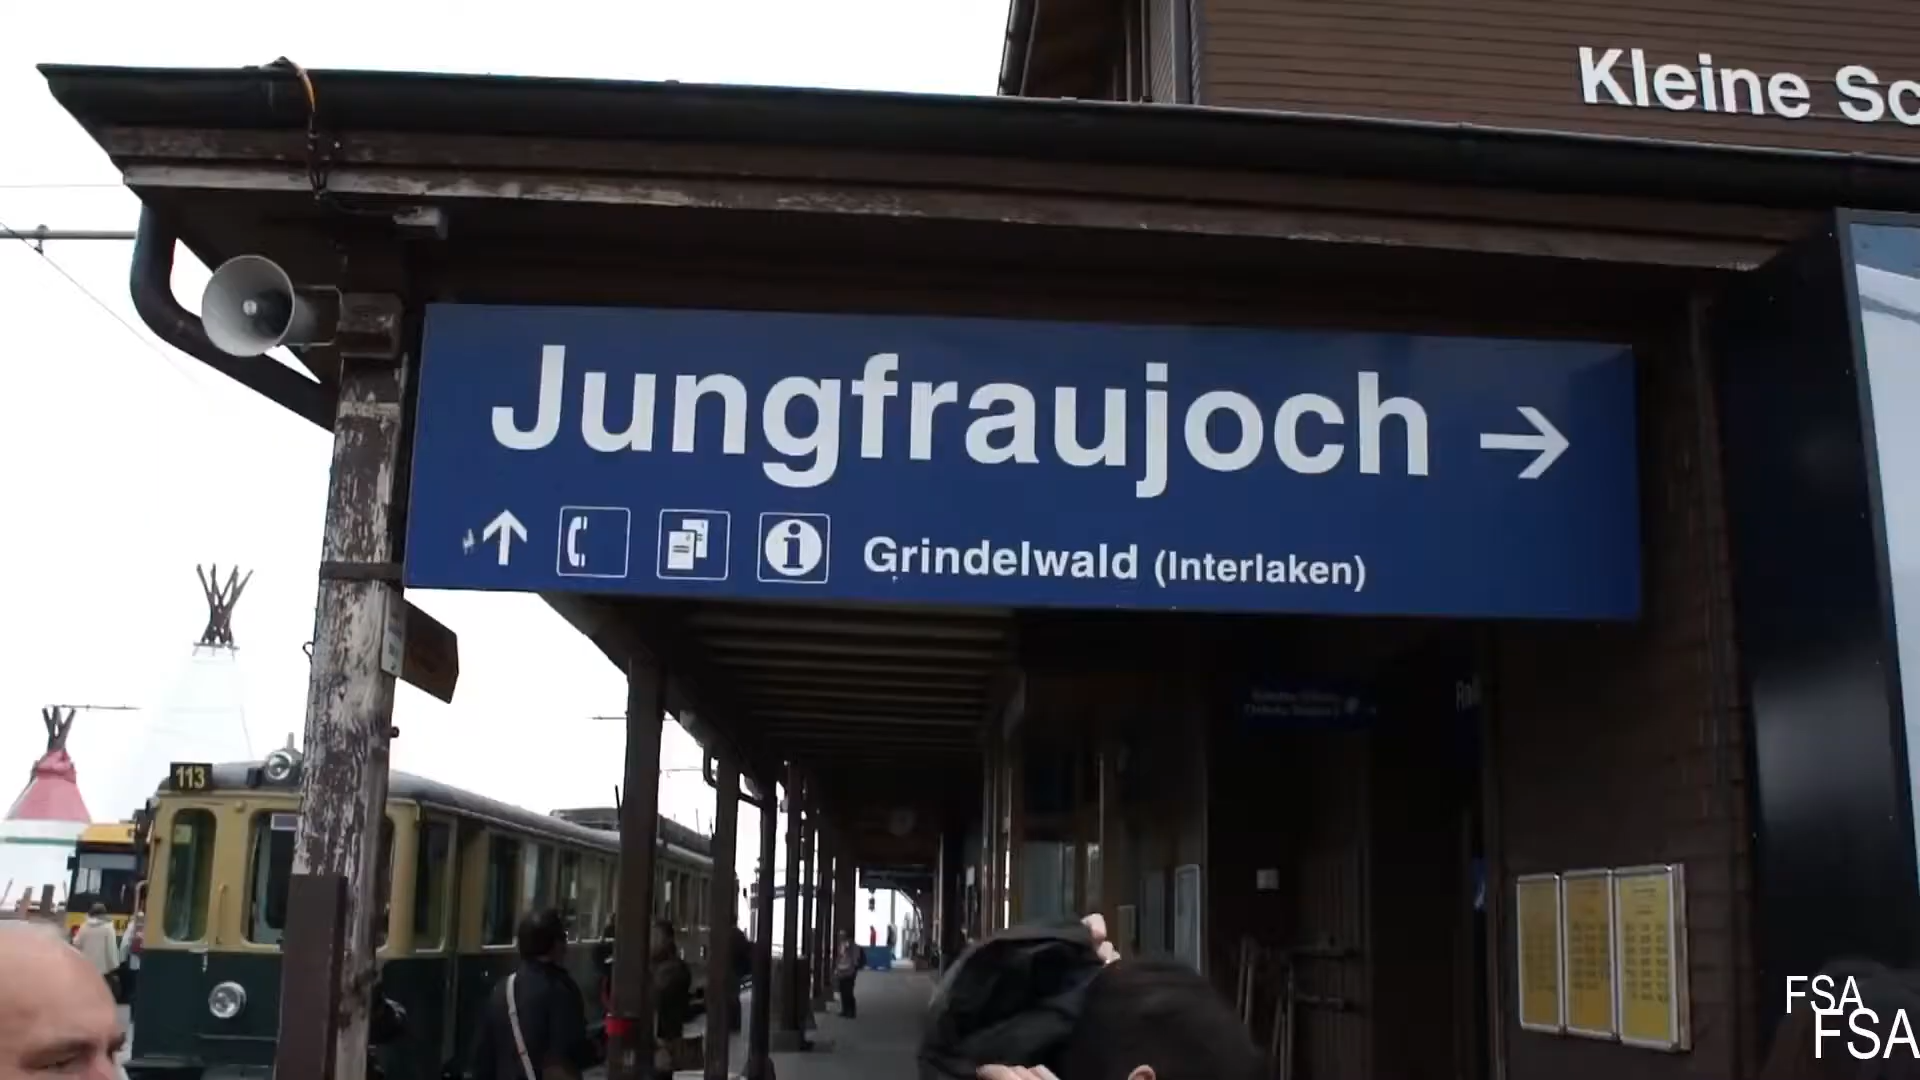 Kleine Sc
Jungfraujoch →
↑ i Grindelwald (Interlaken)
113
FSA
FSA